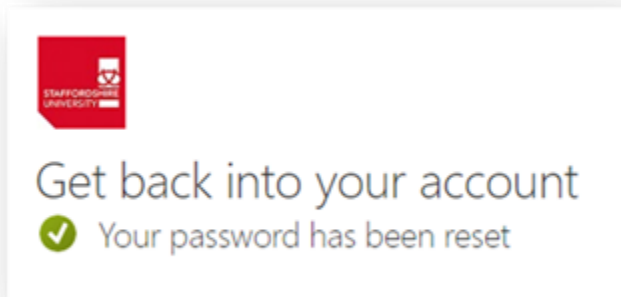 STAFFORDSHIRE
UNIVERSITY
Get back into your account
Your password has been reset